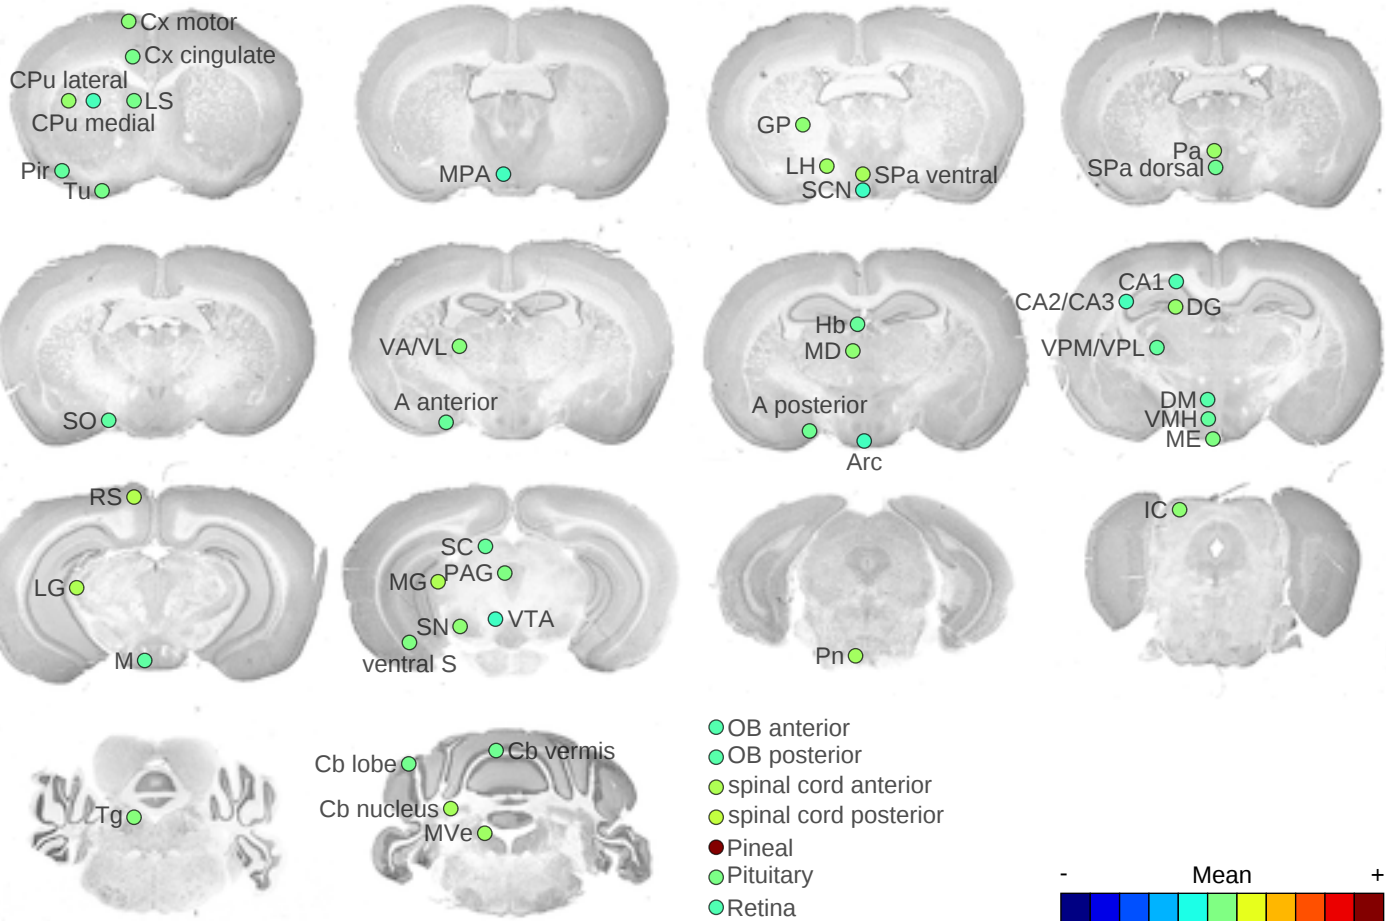 Cx motor
Cx cingulate
CPu lateral
LS
CPu medial
Pir
Tu
MPA
GP
LH
SPa ventral
SCN
Pa
SPa dorsal
SO
VA/VL
A anterior
Hb
MD
A posterior
Arc
CA1
CA2/CA3
DG
VPM/VPL
DM
VMH
ME
RS
LG
M
SC
PAG
MG
VTA
SN
ventral S
Pn
IC
Tg
Cb vermis
Cb lobe
Cb nucleus
MVe
OB anterior
OB posterior
spinal cord anterior
spinal cord posterior
Pineal
Pituitary
Retina
- Mean +